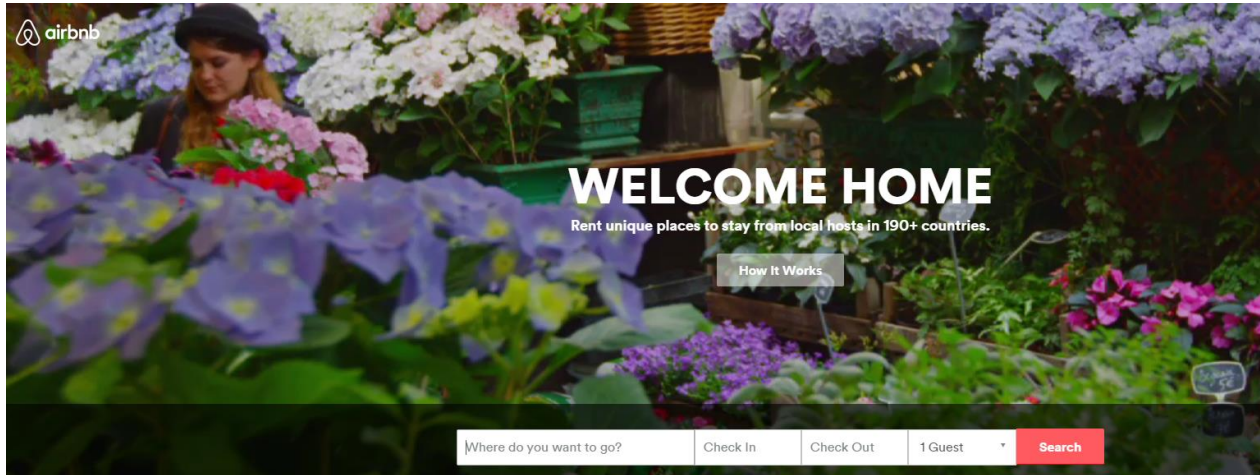 airbnb
WELCOME HOME
Rent unique places to stay from local hosts in 190+ countries.
How It Works
Where do you want to go?
Check In
Check Out
1 Guest
Search